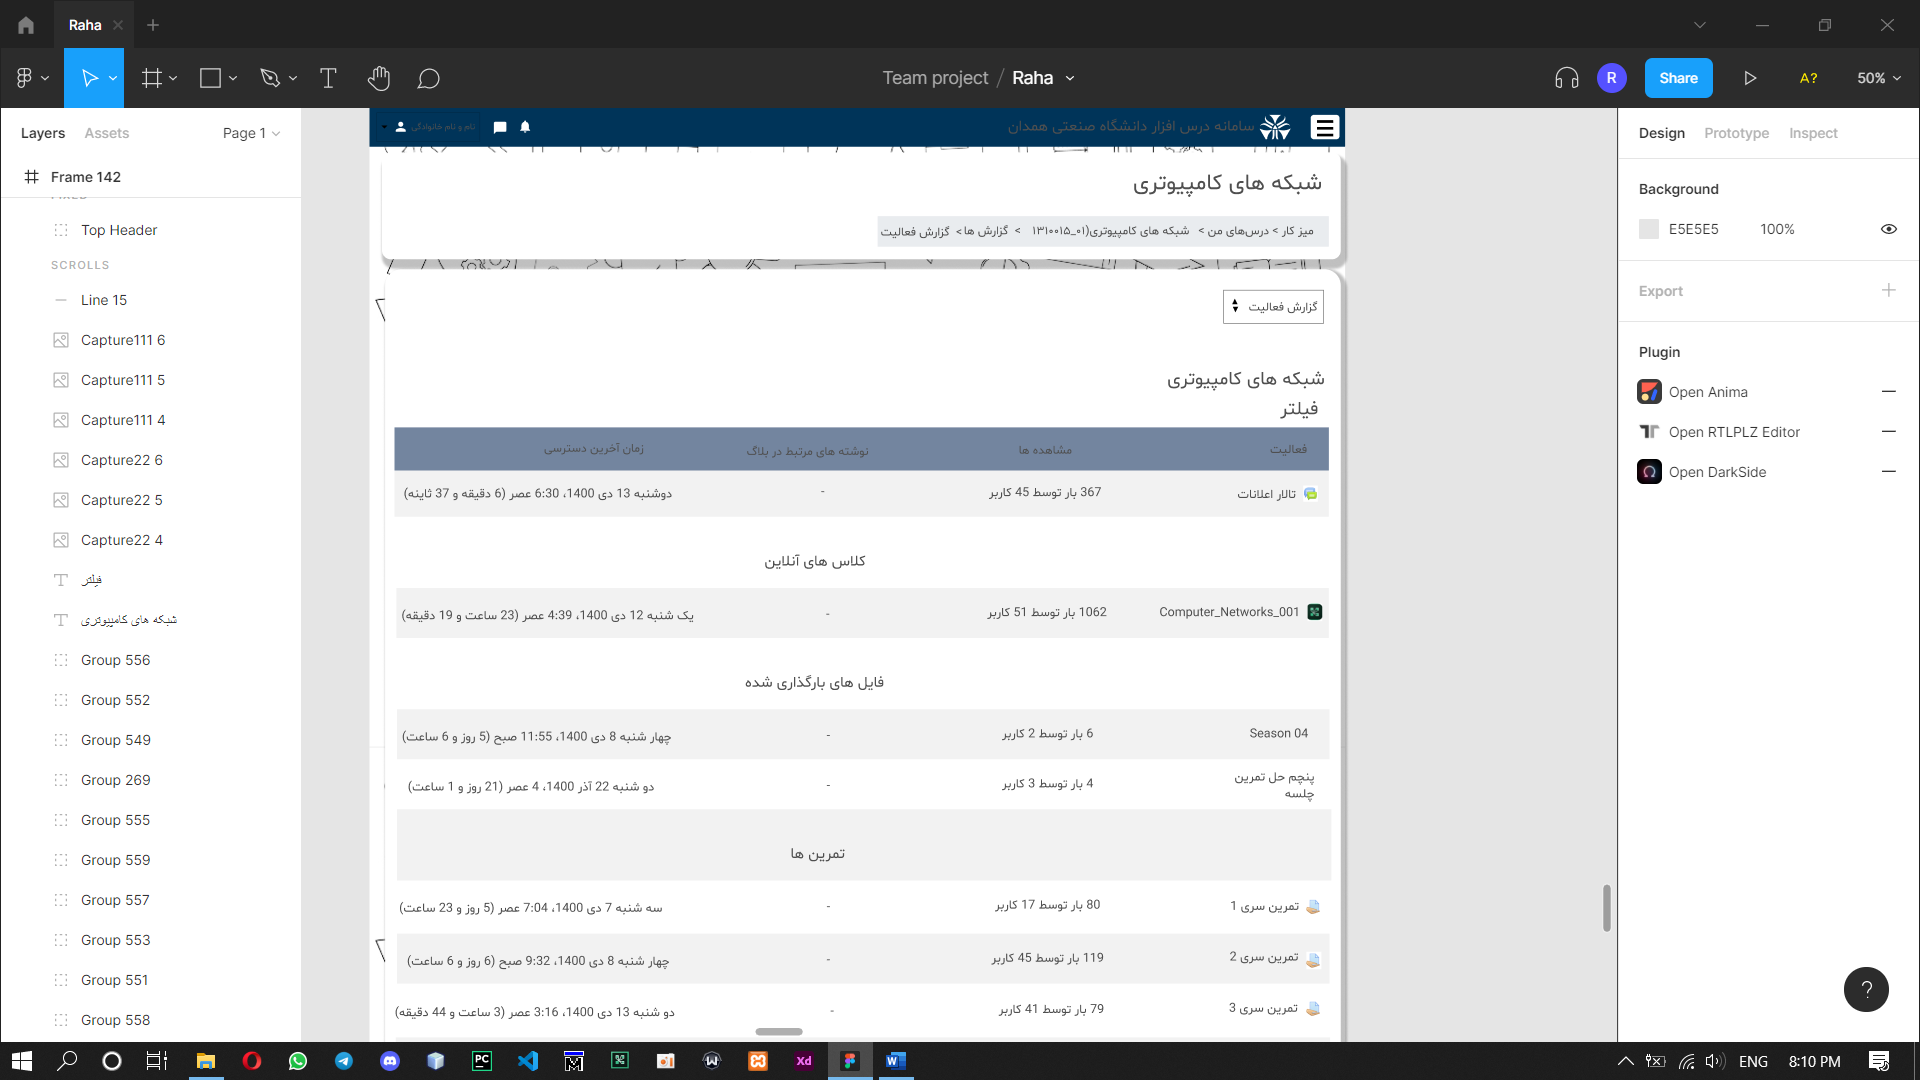 Raha
Team project / Raha
R
Share
A?
50%
Layers
Assets
Page 1
Frame 142
Top Header
SCROLLS
Line 15
Capture111 6
Capture111 5
Capture111 4
Capture22 6
Capture22 5
Capture22 4
فیلتر
شبکه های کامپیوتری
Group 556
Group 552
Group 549
Group 269
Group 555
Group 559
Group 557
Group 553
Group 551
Group 558
سامانه درس افزار دانشگاه صنعتی همدان
نام و نام خانوادگی
شبکه های کامپیوتری
میز کار > درس‌های من > شبکه های کامپیوتری(۰۱_۱۳۱۰۰۱۵ > گزارش ها > گزارش فعالیت
گزارش فعالیت
شبکه های کامپیوتری
فیلتر
فعالیت مشاهده ها نوشته های مرتبط در بلاگ زمان آخرین دسترسی
تالار اعلانات 367 بار توسط 45 کاربر - دوشنبه 13 دی 1400، 6:30 عصر (6 دقیقه و 37 ثاینه)
کلاس های آنلاین
Computer_Networks_001 1062 بار توسط 51 کاربر - یک شنبه 12 دی 1400، 4:39 عصر (23 ساعت و 19 دقیقه)
فایل های بارگذاری شده
Season 04 6 بار توسط 2 کاربر - چهار شنبه 8 دی 1400، 11:55 صبح (5 روز و 6 ساعت)
پنچم حل تمرین
چلسه
4 بار توسط 3 کاربر - دو شنبه 22 آذر 1400، 4 عصر (21 روز و 1 ساعت)
تمرین ها
تمرین سری 1 80 بار توسط 17 کاربر - سه شنبه 7 دی 1400، 7:04 عصر (5 روز و 23 ساعت)
تمرین سری 2 119 بار توسط 45 کاربر - چهار شنبه 8 دی 1400، 9:32 صبح (6 روز و 6 ساعت)
تمرین سری 3 79 بار توسط 41 کاربر - دو شنبه 13 دی 1400، 3:16 عصر (3 ساعت و 44 دقیقه)
Design
Prototype
Inspect
Background
E5E5E5 100%
Export
Plugin
Open Anima
Open RTLPLZ Editor
Open DarkSide
?
PC
Xd
ENG
8:10 PM